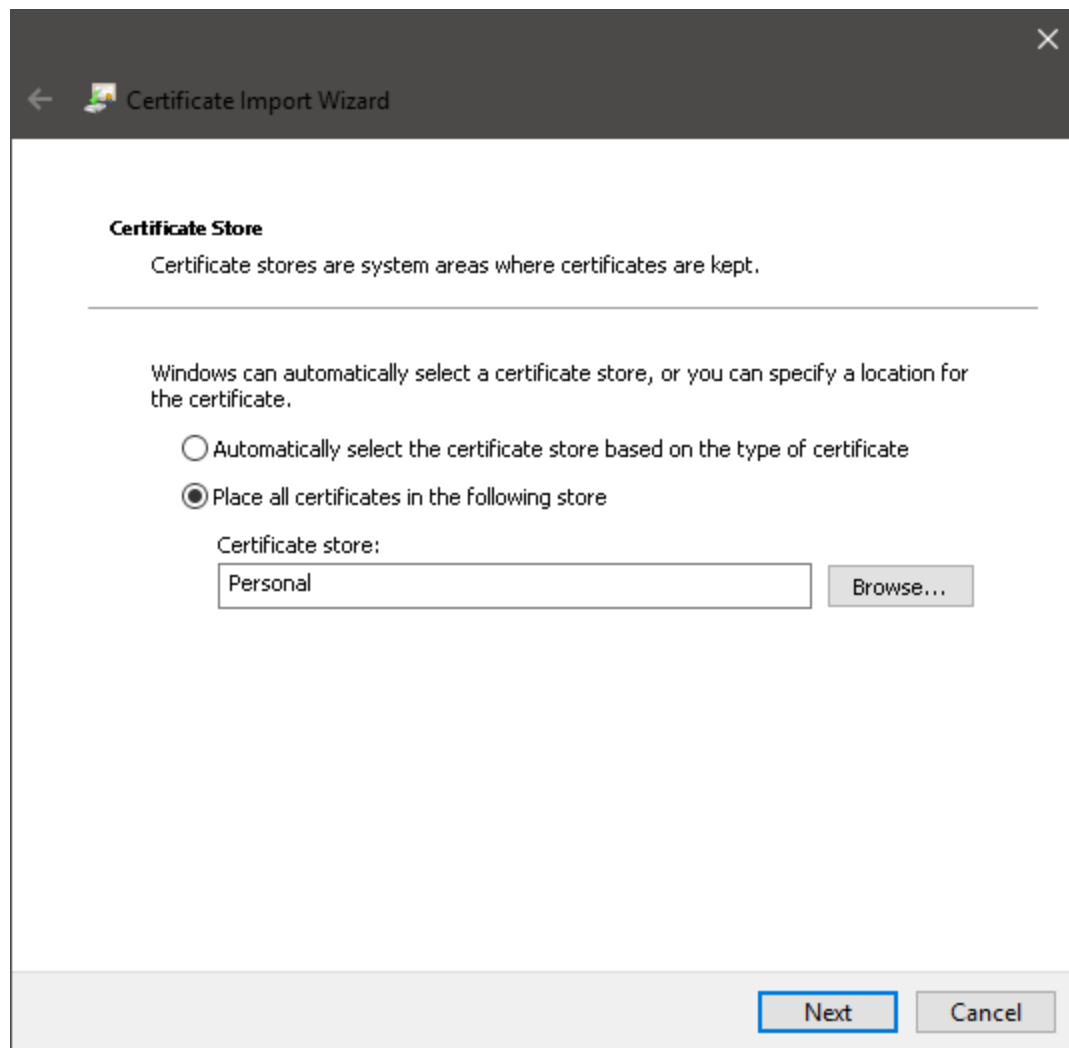 Certificate Import Wizard
Certificate Store
Certificate stores are system areas where certificates are kept.
Windows can automatically select a certificate store, or you can specify a location for
the certificate.
Automatically select the certificate store based on the type of certificate
Place all certificates in the following store
Certificate store:
Personal
Browse...
Next
Cancel